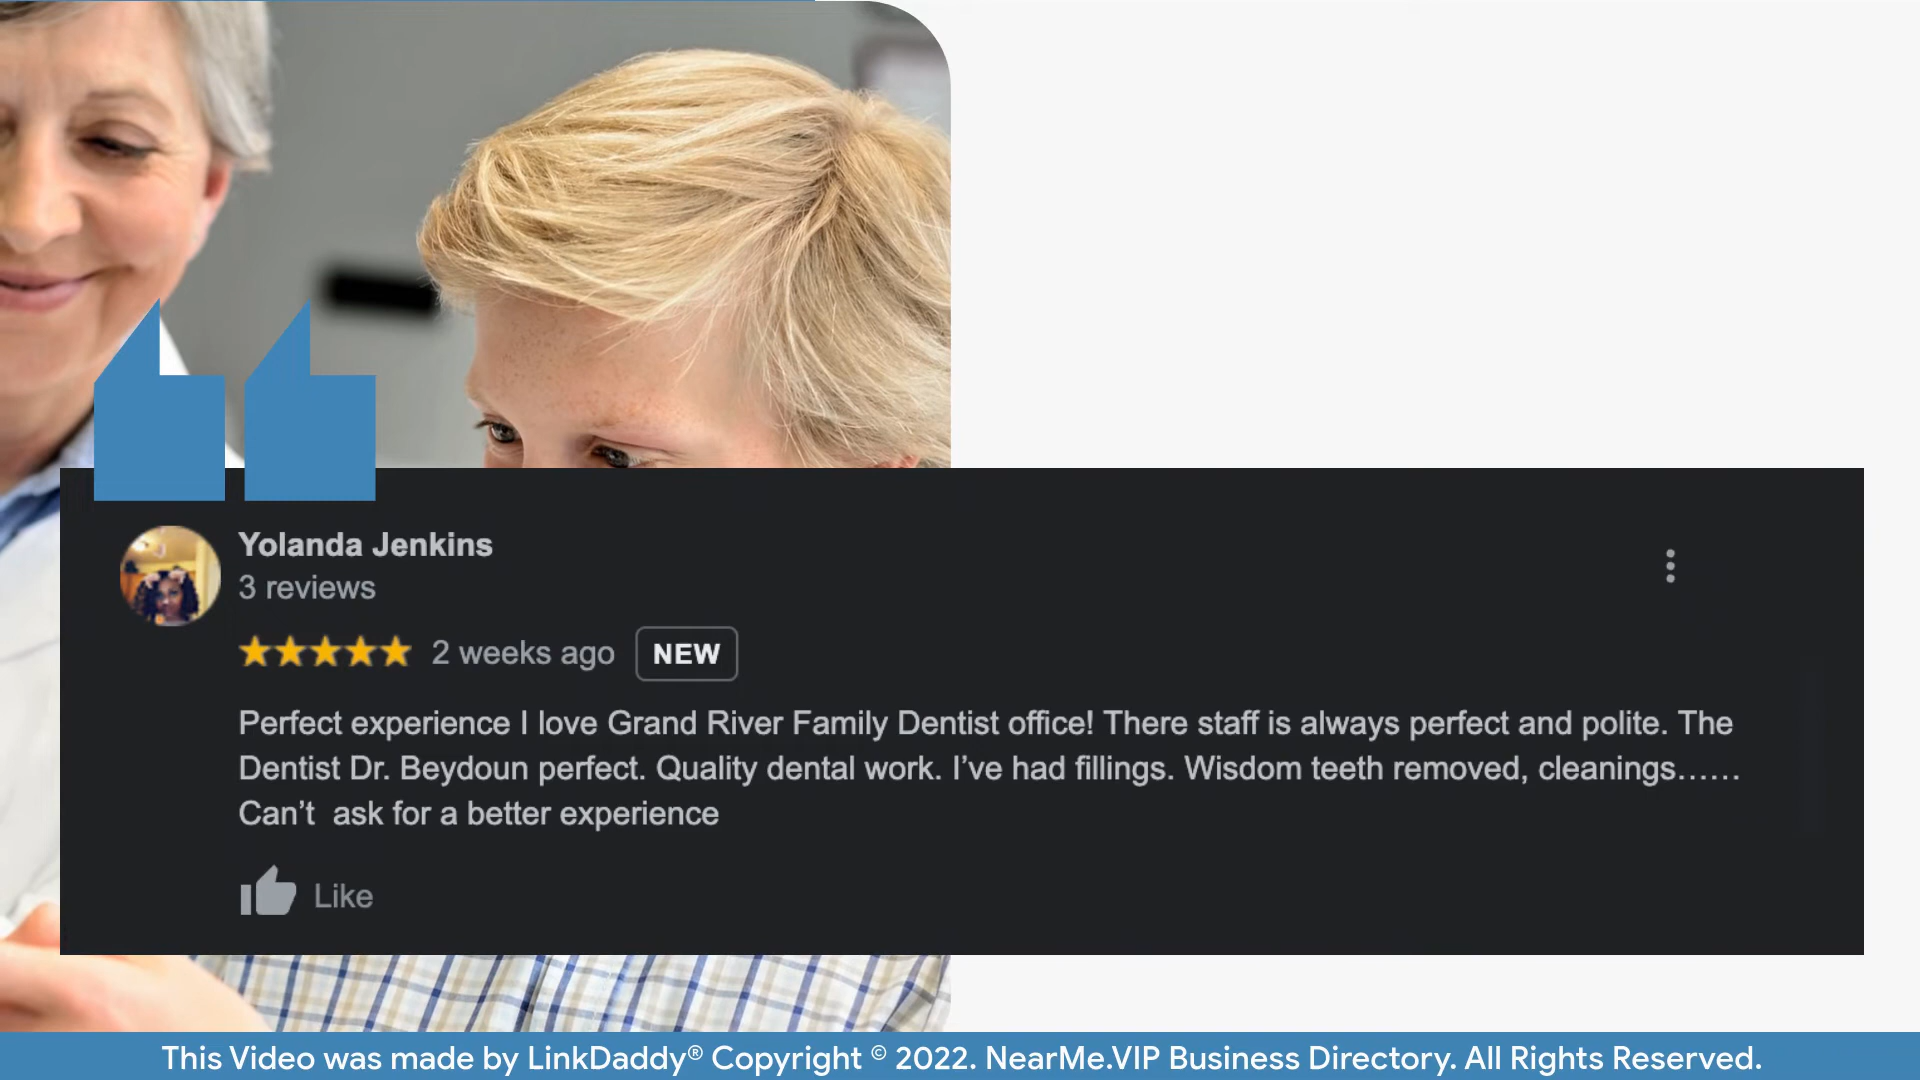 Yolanda Jenkins
3 reviews
2 weeks ago NEW
Perfect experience I love Grand River Family Dentist office! There staff is always perfect and polite. The
Dentist Dr. Beydoun perfect. Quality dental work. I’ve had fillings. Wisdom teeth removed, cleanings……
Can’t  ask for a better experience
Like
This Video was made by LinkDaddy® Copyright © 2022. NearMe.VIP Business Directory. All Rights Reserved.